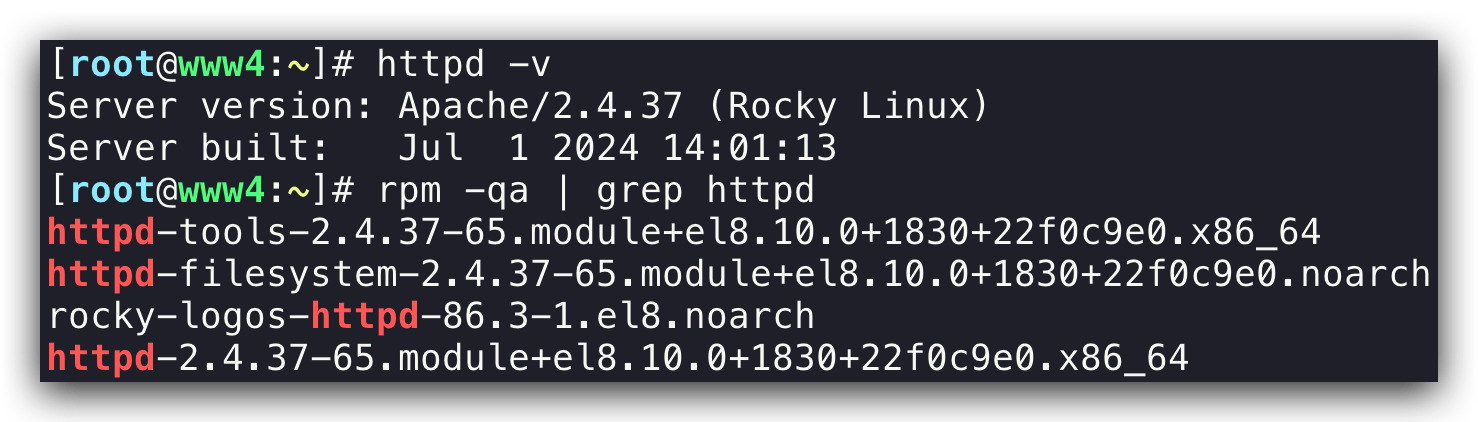 [root@www4:~]# httpd -v
Server version: Apache/2.4.37 (Rocky Linux)
Server built:   Jul  1 2024 14:01:13
[root@www4:~]# rpm -qa | grep httpd
httpd-tools-2.4.37-65.module+el8.10.0+1830+22f0c9e0.x86_64
httpd-filesystem-2.4.37-65.module+el8.10.0+1830+22f0c9e0.noarch
rocky-logos-httpd-86.3-1.el8.noarch
httpd-2.4.37-65.module+el8.10.0+1830+22f0c9e0.x86_64